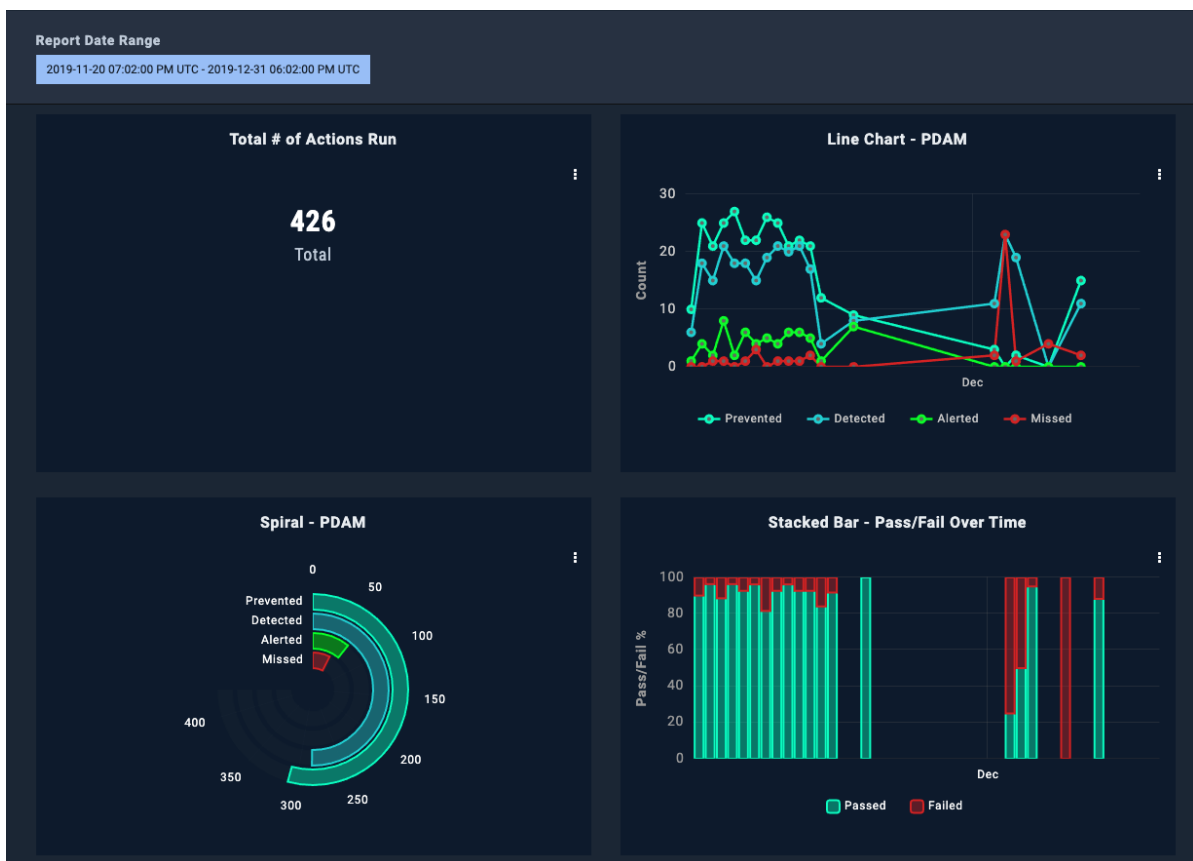 Report Date Range
2019-11-20 07:02:00 PM UTC - 2019-12-31 06:02:00 PM UTC
Total # of Actions Run
426
Total
Line Chart - PDAM
30
20
10
0
Count
Dec
Prevented Detected Alerted Missed
Spiral - PDAM
0
50
100
150
200
250
300
350
400
Prevented
Detected
Alerted
Missed
Stacked Bar - Pass/Fail Over Time
100
80
60
40
20
0
Pass/Fail %
Dec
Passed Failed